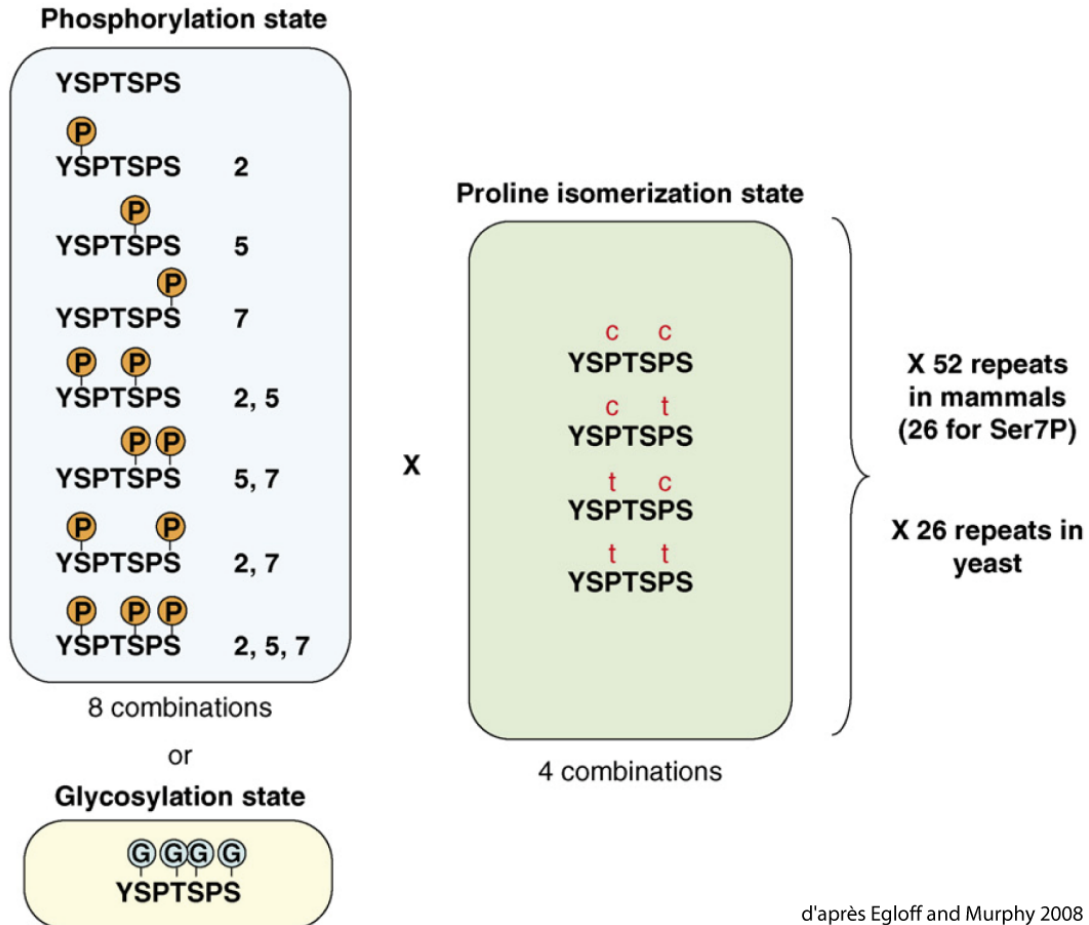 Phosphorylation state
YSPTSPS
P
YSPTSPS 2
P
YSPTSPS 5
P
YSPTSPS 7
P P
YSPTSPS 2, 5
P P
YSPTSPS 5, 7
P P
YSPTSPS 2, 7
P P P
YSPTSPS 2, 5, 7
8 combinations
or
Glycosylation state
G G G G
YSPTSPS
X
Proline isomerization state
c c
YSPTSPS
c t
YSPTSPS
t c
YSPTSPS
t t
YSPTSPS
4 combinations
X 52 repeats
in mammals
(26 for Ser7P)
X 26 repeats in
yeast
d'après Egloff and Murphy 2008